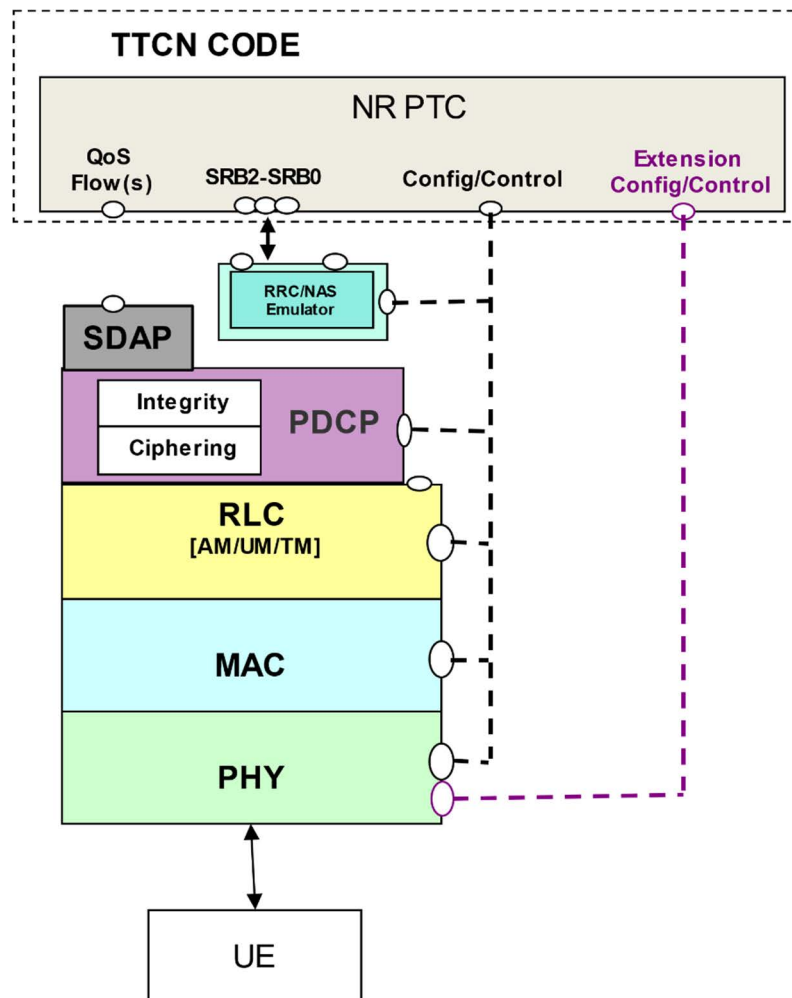 TTCN CODE
NR PTC
QoS
Flow(s)
SRB2-SRB0
Config/Control
Extension
Config/Control
RRC/NAS
Emulator
SDAP
Integrity
Ciphering
PDCP
RLC
[AM/UM/TM]
MAC
PHY
UE